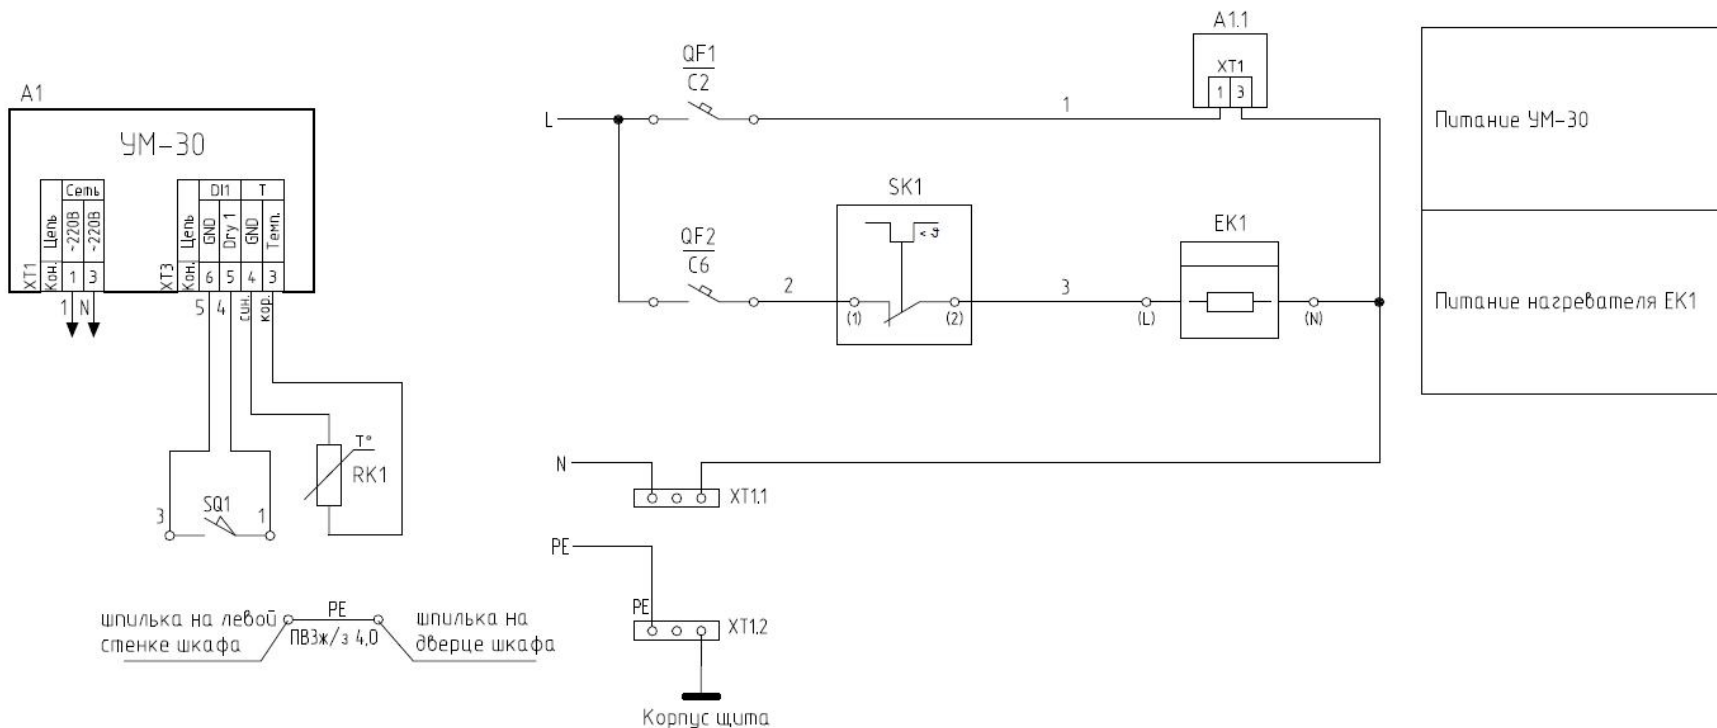 A1
УМ-30
XT1
Кон. Цепь
Сеть
~220В
~220В
1
3
XT3
Кон. Цепь
DI1
T
GND
Dry 1
GND
Темп.
6
5
4
3
1
N
5
4
син.
кор.
3
SQ1
1
T°
RK1
шпилька на левой
стенке шкафа
PE
ПВ3ж/з 4,0
шпилька на
дверце шкафа
L
QF1
C2
1
A1.1
XT1
1
3
QF2
C6
2
SK1
< ϑ
(1)
(2)
3
EK1
(L)
(N)
N
XT1.1
PE
PE
XT1.2
Корпус щита
Питание УМ-30
Питание нагревателя EK1